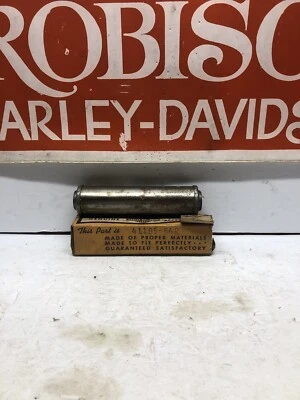 ROBISO
ARLEY-DAVIDS
This Part is
MADE OF PROPER MATERIALS
MADE TO FIT PERFECTLY...
GUARANTEED SATISFACTORY